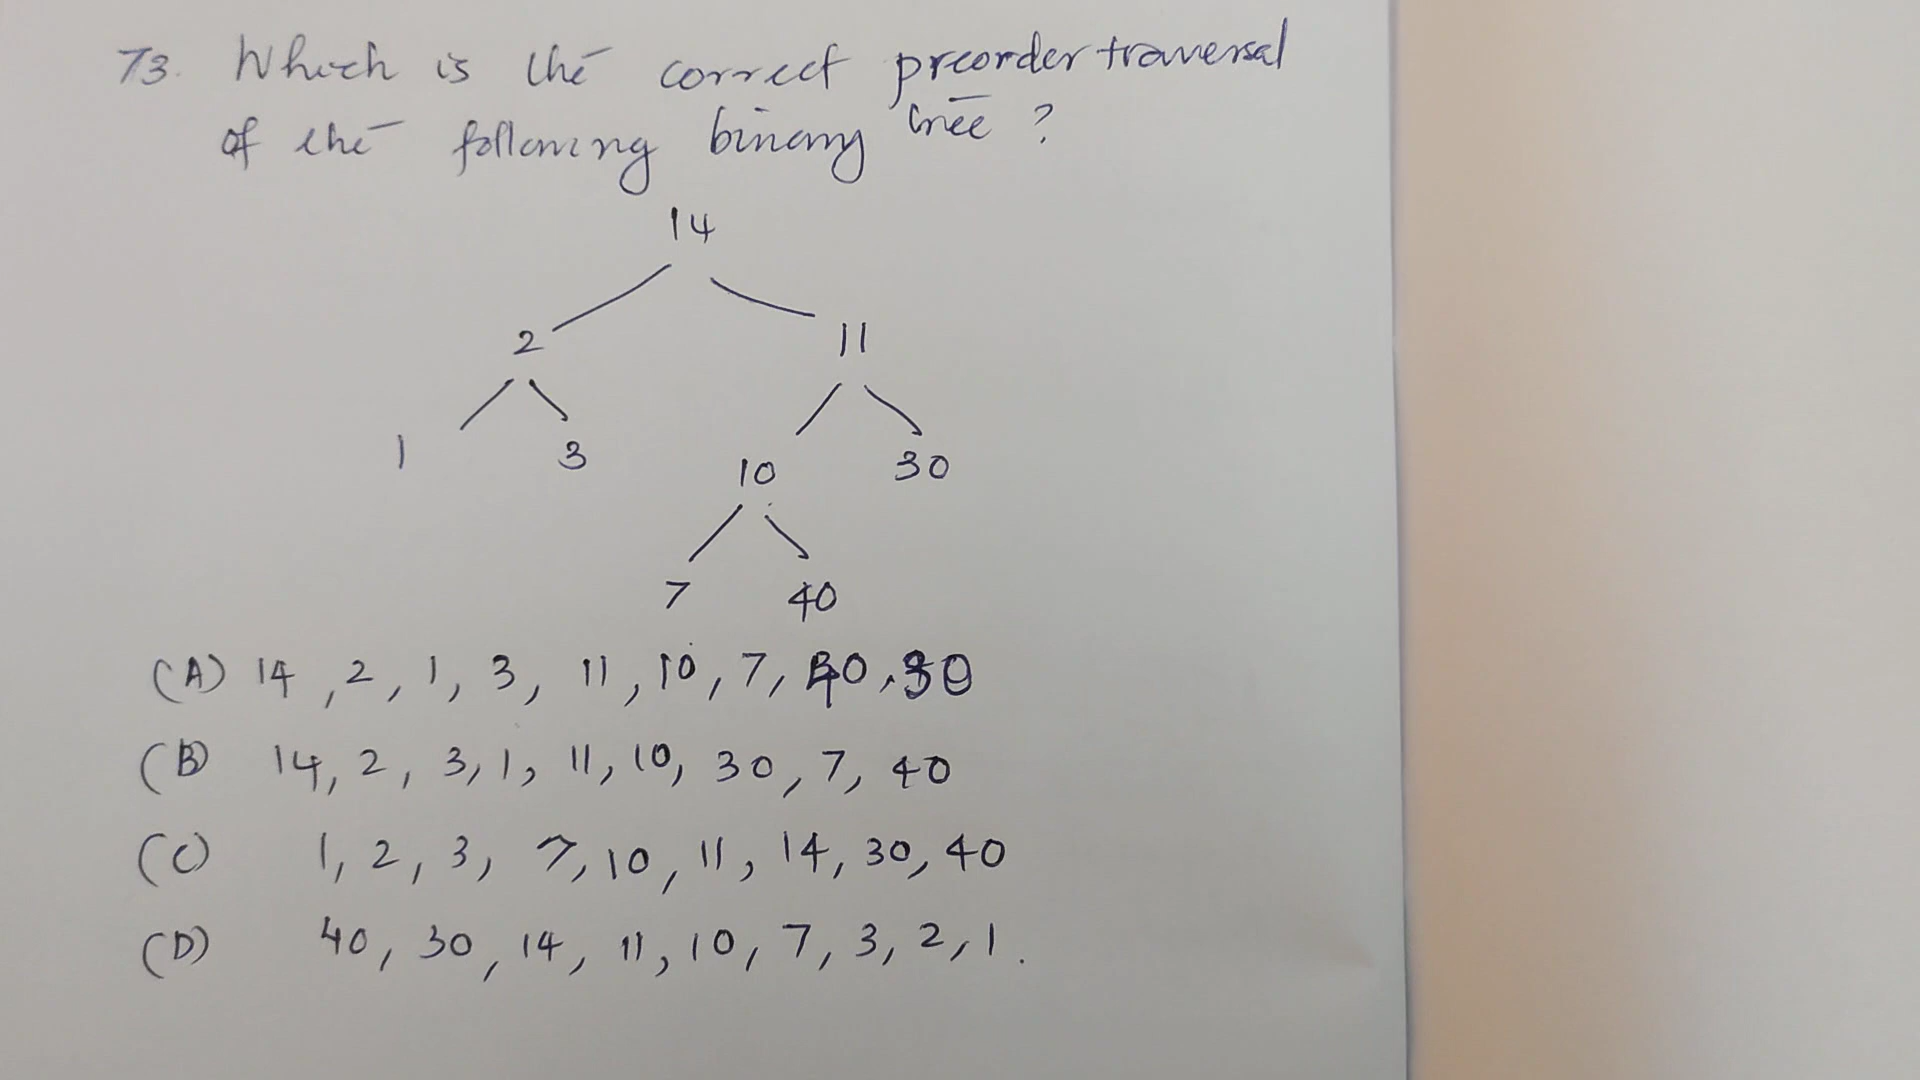 73. Which is the correct preorder traversal
of the following binary tree ?
14
2 11
1 3 10 30
7 40
(A) 14, 2, 1, 3, 11, 10, 7, 40, 30
(B) 14, 2, 3, 1, 11, 10, 30, 7, 40
(C) 1, 2, 3, 7, 10, 11, 14, 30, 40
(D) 40, 30, 14, 11, 10, 7, 3, 2, 1.